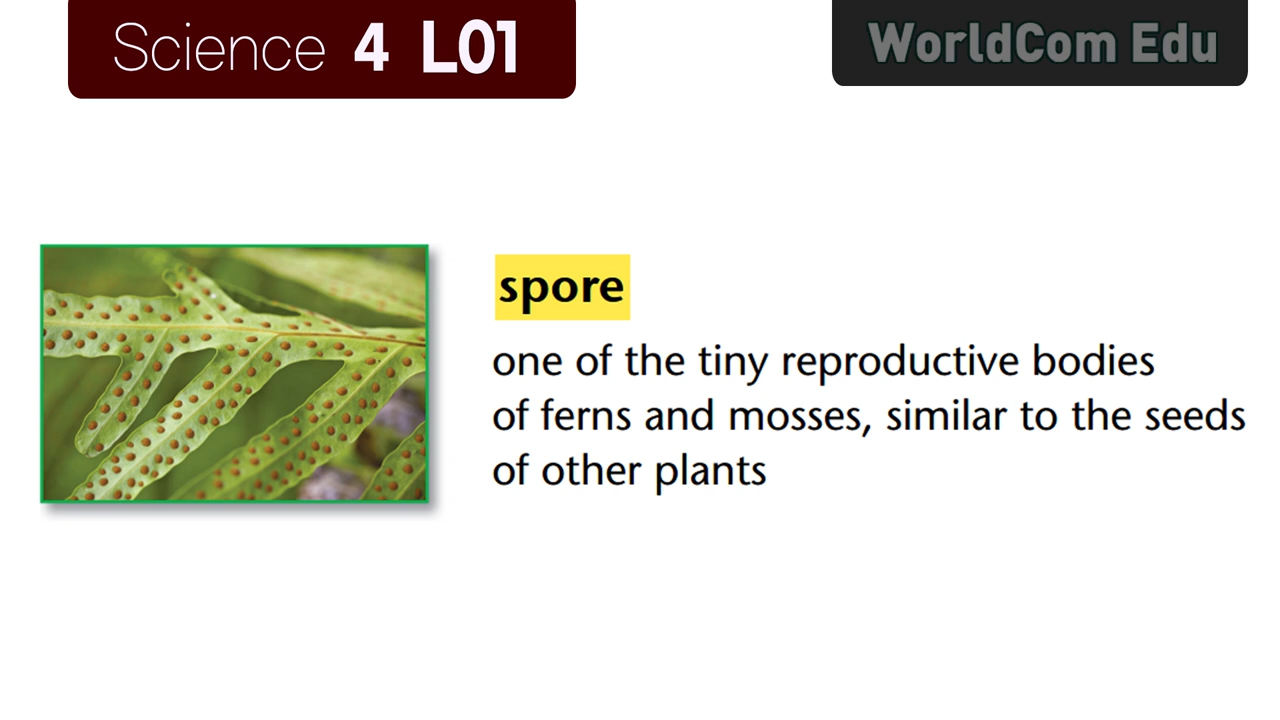 Science 4 L01
WorldCom Edu
spore
one of the tiny reproductive bodies
of ferns and mosses, similar to the seeds
of other plants